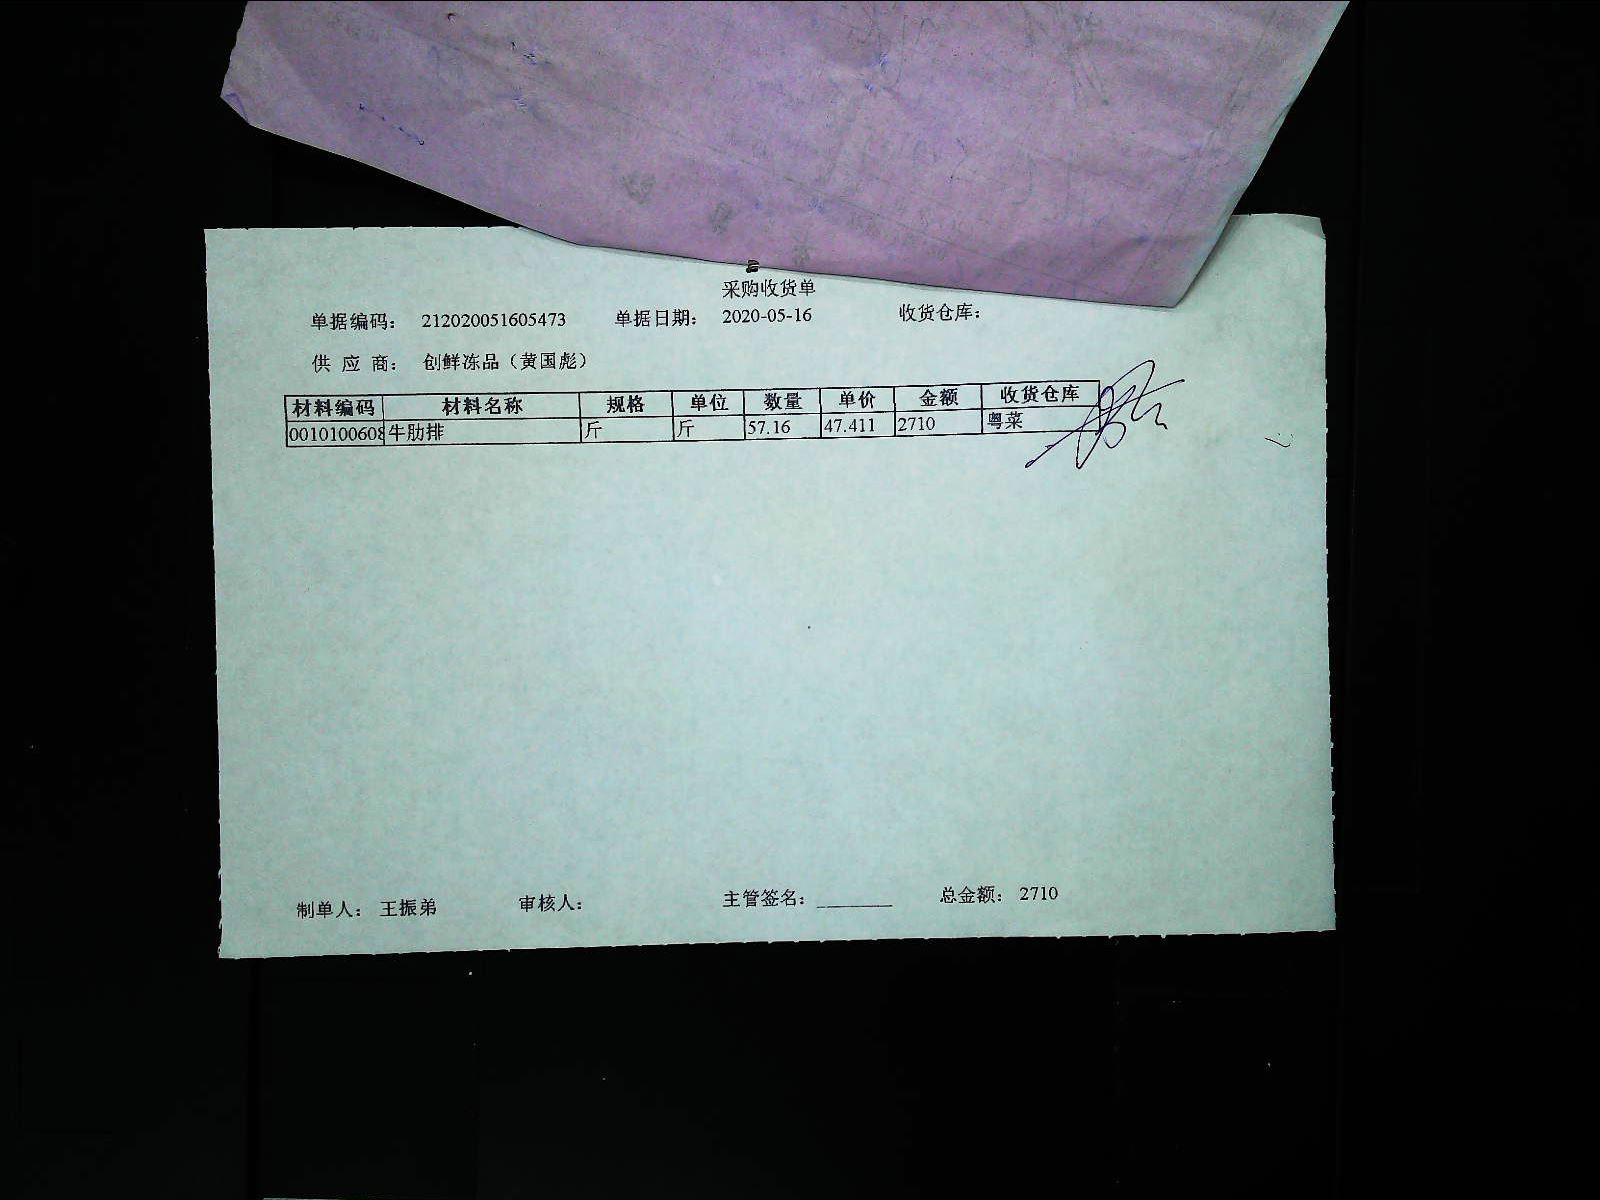 采购收货单
单据编码： 212020051605473 单据日期： 2020-05-16 收货仓库：
供 应 商： 创鲜冻品（黄国彪）
材料编码 材料名称 规格 单位 数量 单价 金额 收货仓库
0010100608 牛肋排 斤 斤 57.16 47.411 2710 粤菜
制单人： 王振弟 审核人： 主管签名：________ 总金额： 2710